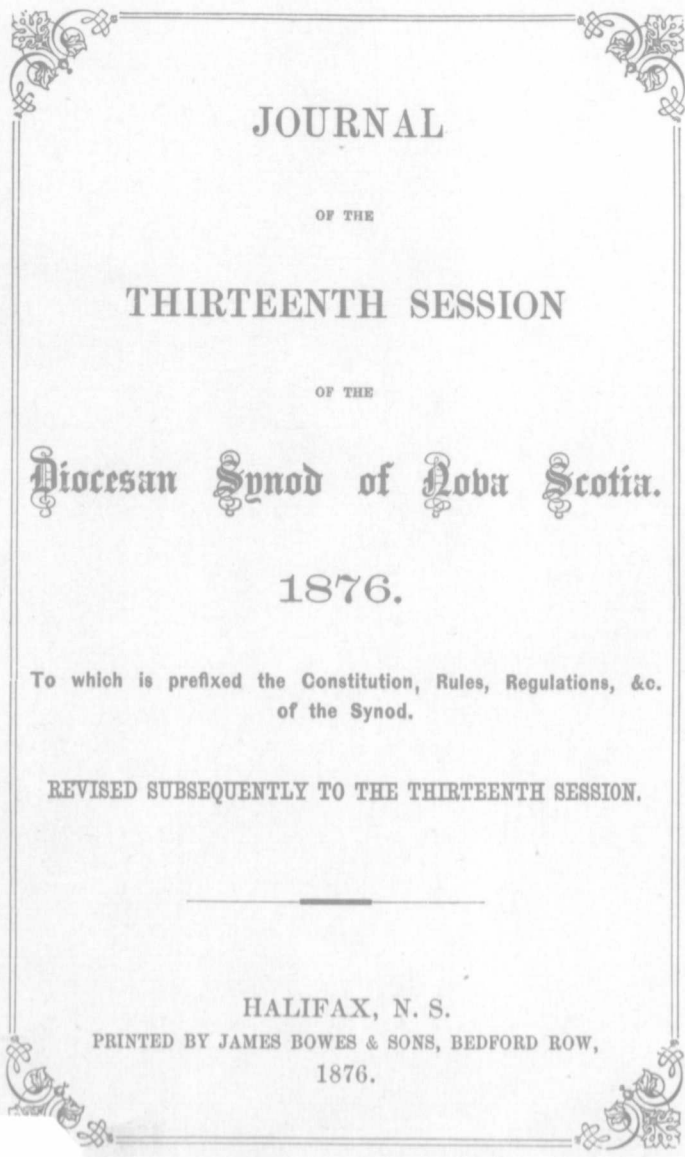 JOURNAL
OF THE
THIRTEENTH SESSION
OF THE
Diocesan Synod of Nova Scotia.
1876.
To which is prefixed the Constitution, Rules, Regulations, &c.
of the Synod.
REVISED SUBSEQUENTLY TO THE THIRTEENTH SESSION.
HALIFAX, N. S.
PRINTED BY JAMES BOWES & SONS, BEDFORD ROW,
1876.